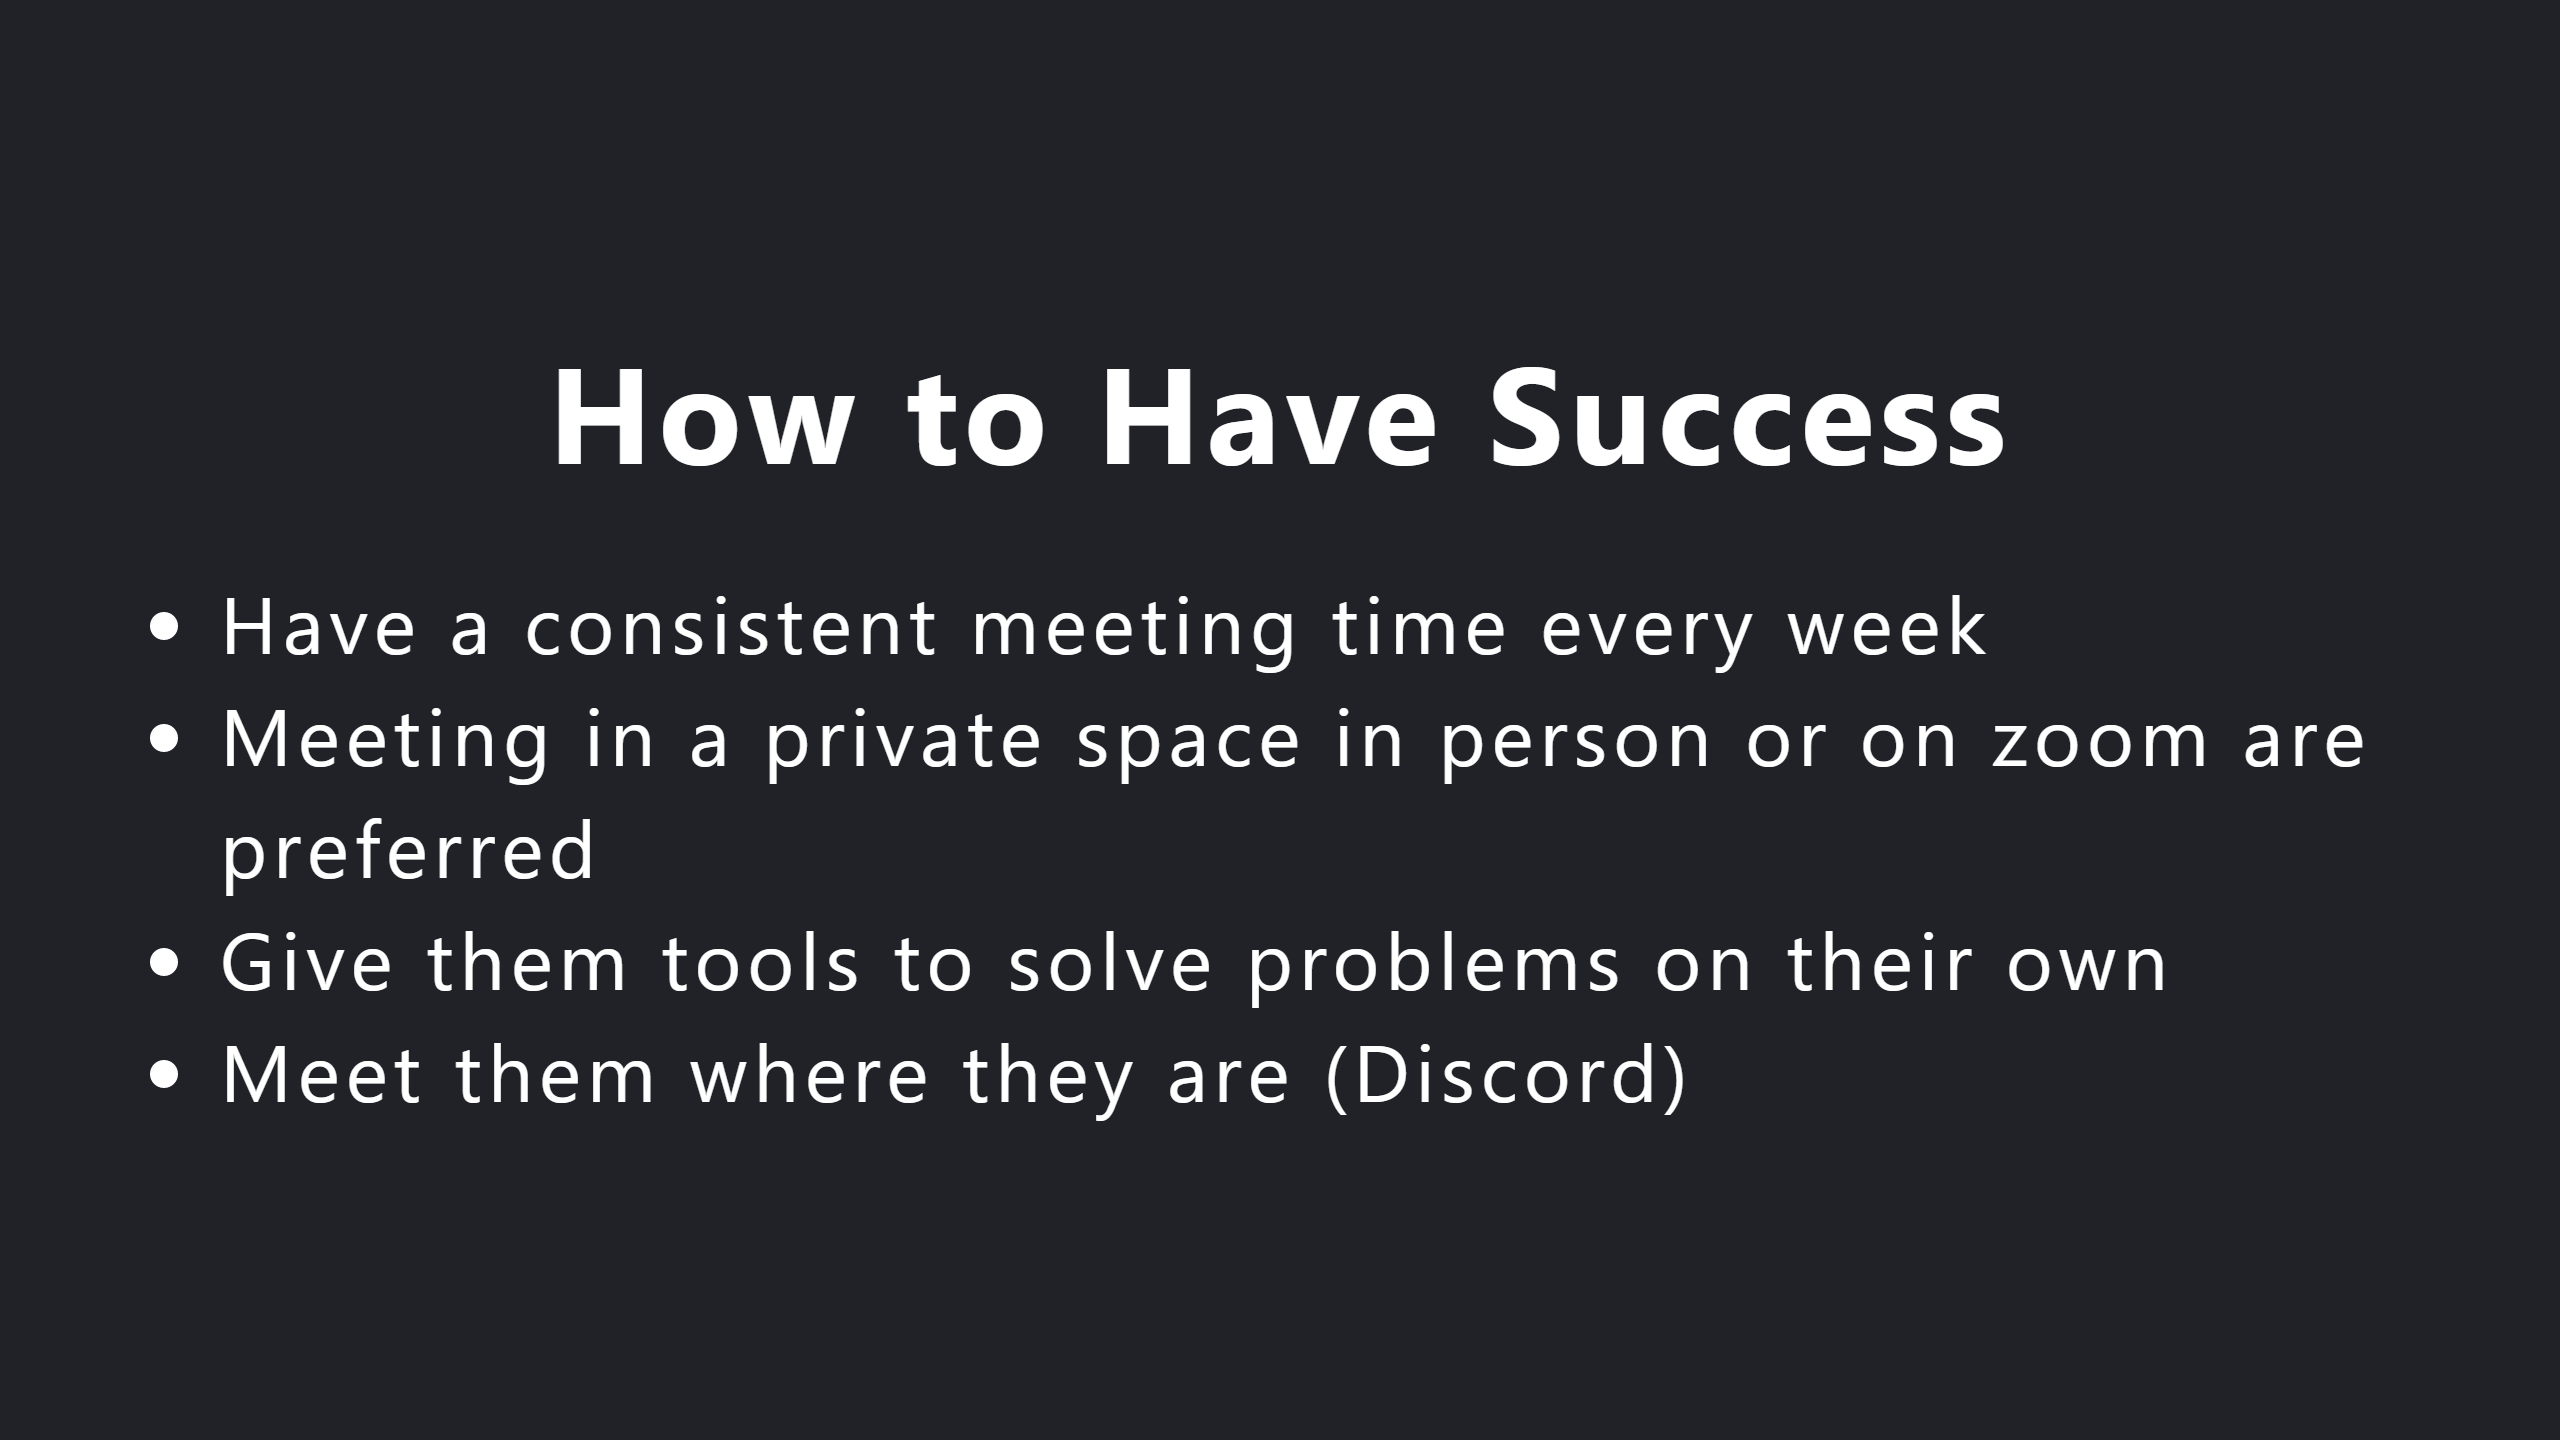 How to Have Success
• Have a consistent meeting time every week
• Meeting in a private space in person or on zoom are
preferred
• Give them tools to solve problems on their own
• Meet them where they are (Discord)